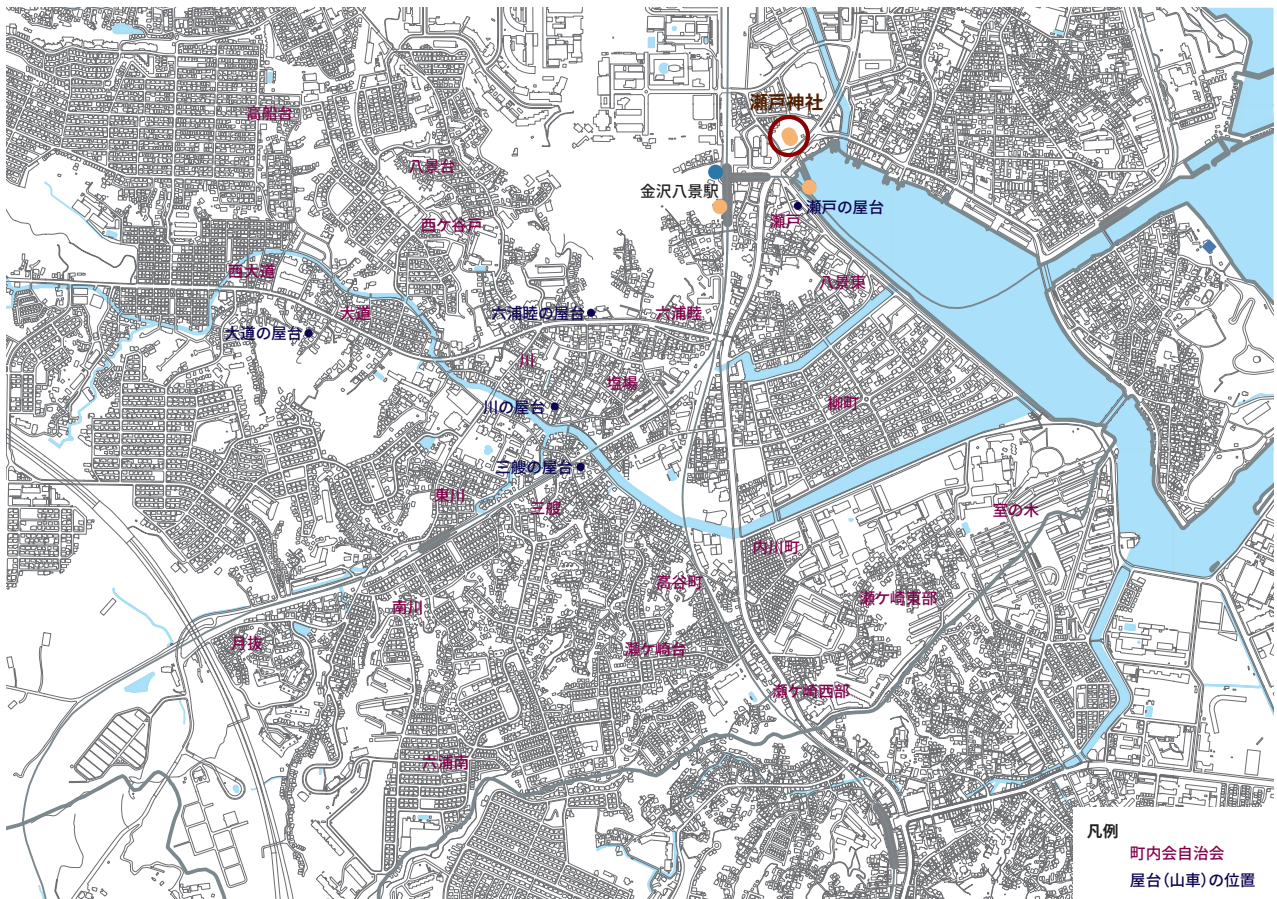 瀬戸神社
高船台
八景台
金沢八景駅
瀬戸の屋台
瀬戸
西ケ谷戸
西大道
八景東
大道
六浦睦の屋台
六浦睦
大道の屋台
川
塩場
川の屋台
柳町
三艘の屋台
東川
三艘
室の木
内川町
高谷町
瀬ケ崎東部
南川
月抜
瀬ケ崎台
瀬ケ崎西部
六浦南
凡例
町内会自治会
屋台（山車）の位置